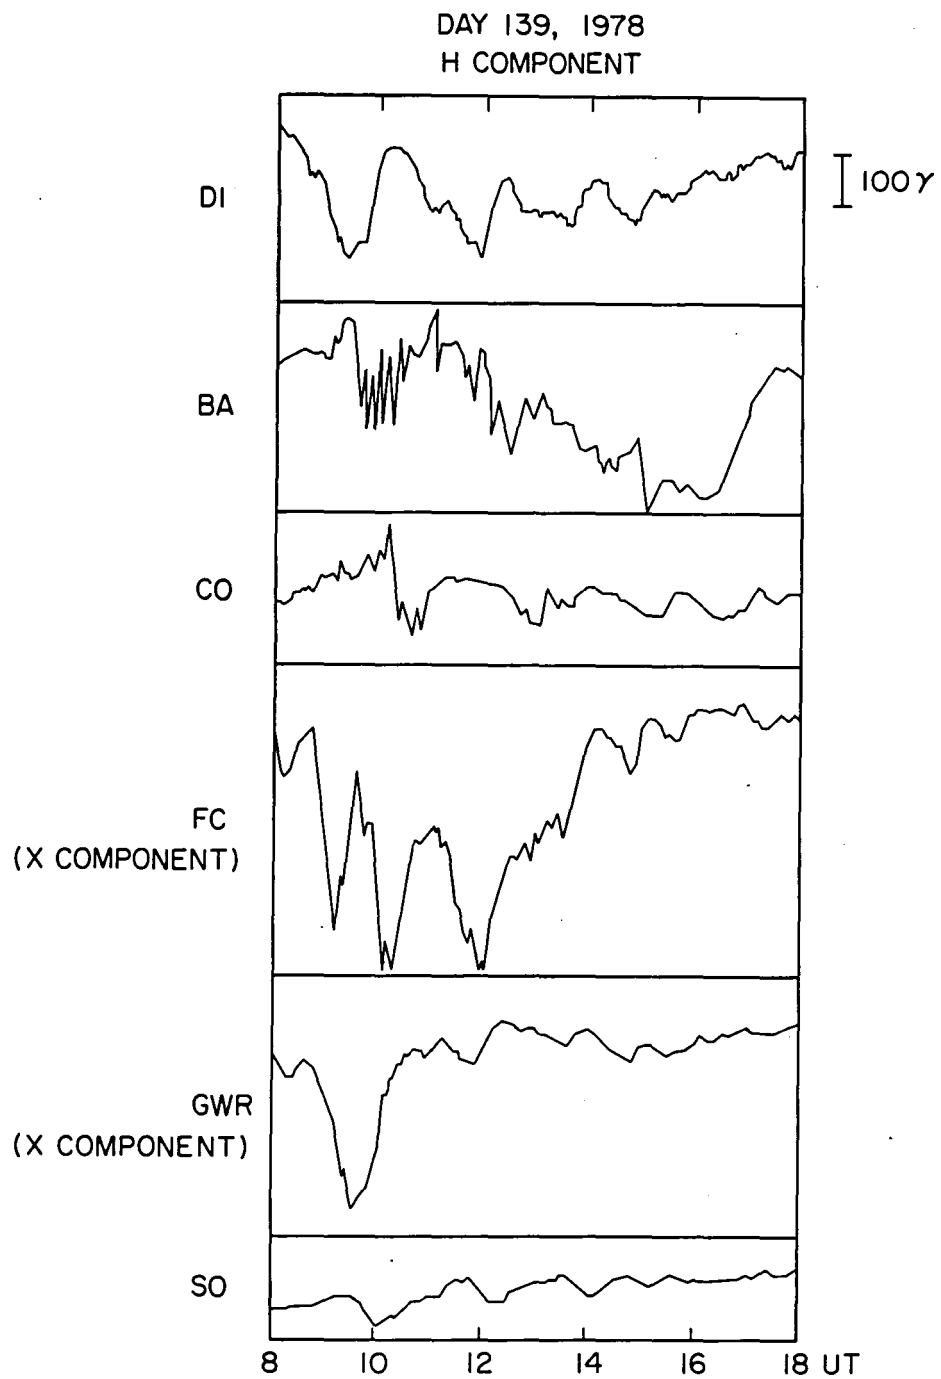 DAY 139, 1978
H COMPONENT
DI
100 γ
BA
CO
FC
(X COMPONENT)
GWR
(X COMPONENT)
SO
8 10 12 14 16 18 UT